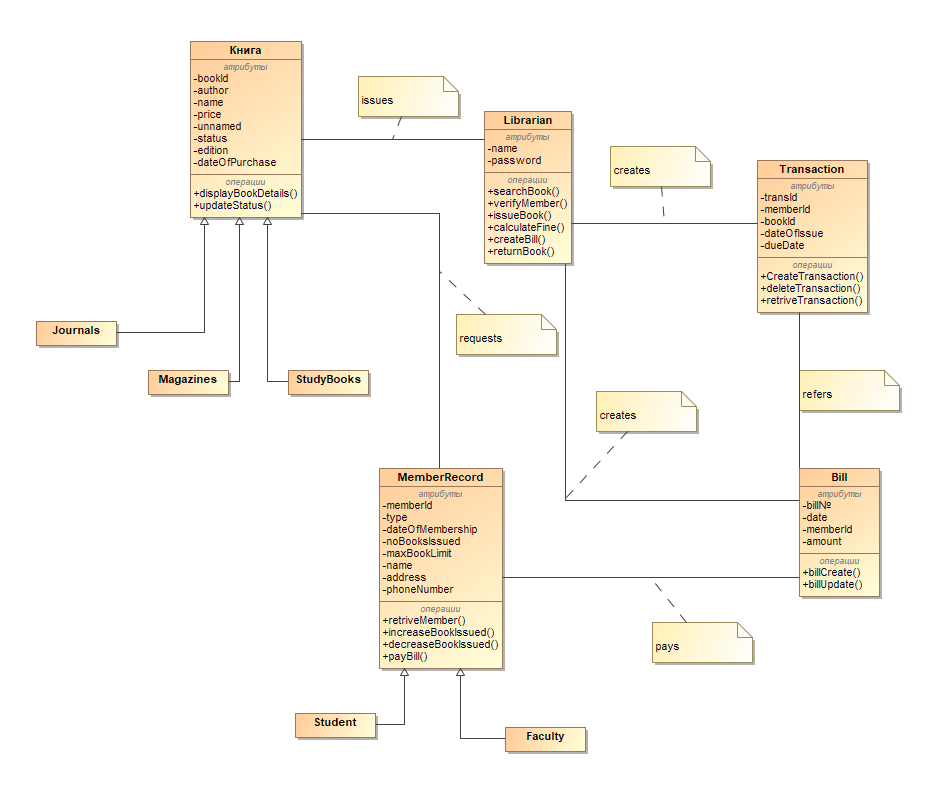 Книга
атрибуты
-bookId
-author
-name
-price
-unnamed
-status
-edition
-dateOfPurchase
операции
+displayBookDetails()
+updateStatus()
issues
Librarian
атрибуты
-name
-password
операции
+searchBook()
+verifyMember()
+issueBook()
+calculateFine()
+createBill()
+returnBook()
creates
Transaction
атрибуты
-transId
-memberId
-bookId
-dateOfIssue
-dueDate
операции
+CreateTransaction()
+deleteTransaction()
+retriveTransaction()
Journals
Magazines
StudyBooks
requests
creates
refers
MemberRecord
атрибуты
-memberId
-type
-dateOfMembership
-noBooksIssued
-maxBookLimit
-name
-address
-phoneNumber
операции
+retriveMember()
+increaseBookIssued()
+decreaseBookIssued()
+payBill()
Bill
атрибуты
-bill№
-date
-memberId
-amount
операции
+billCreate()
+billUpdate()
pays
Student
Faculty